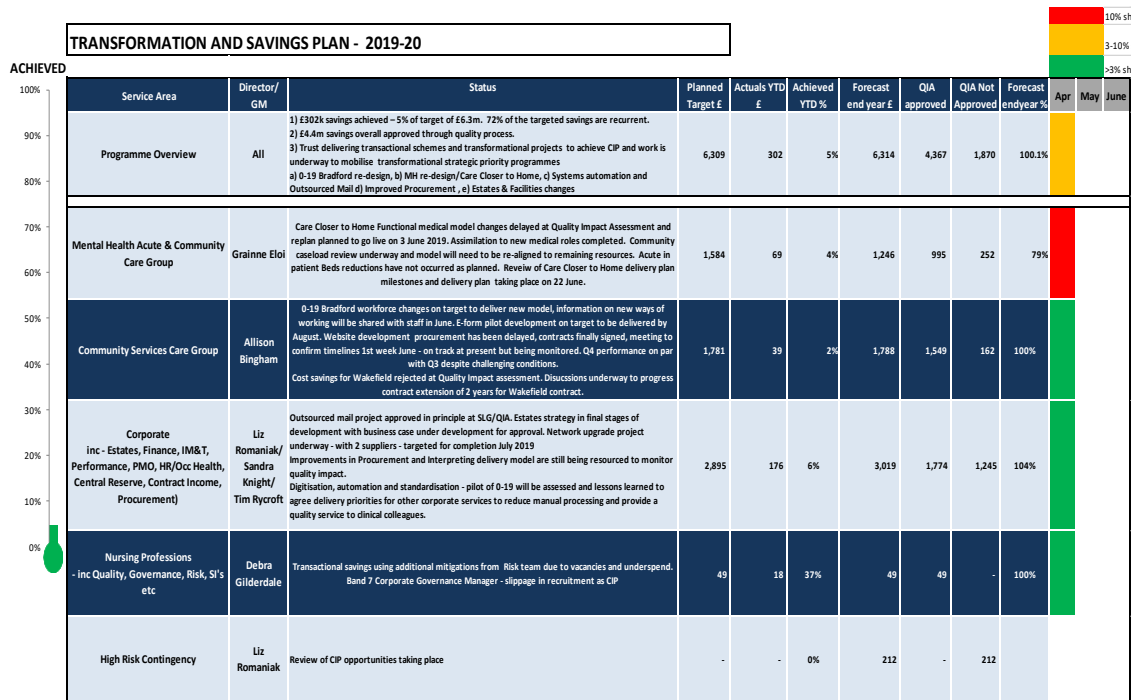 10% sh
TRANSFORMATION AND SAVINGS PLAN - 2019-20
3-10%
>3% sh
ACHIEVED
100%
90%
80%
70%
60%
50%
40%
30%
20%
10%
0%
Service Area
Director/
GM
Status
Planned
Target £
Actuals YTD
£
Achieved
YTD %
Forecast
end year £
QIA
approved
QIA Not
Approved
Forecast
endyear %
Apr
May
June
Programme Overview
All
1) £302k savings achieved – 5% of target of £6.3m. 72% of the targeted savings are recurrent.
2) £4.4m savings overall approved through quality process.
3) Trust delivering transactional schemes and transformational projects to achieve CIP and work is
underway to mobilise transformational strategic priority programmes
a) 0-19 Bradford re-design, b) MH re-design/Care Closer to Home, c) Systems automation and
Outsourced Mail d) Improved Procurement , e) Estates & Facilities changes
6,309
302
5%
6,314
4,367
1,870
100.1%
Mental Health Acute & Community
Care Group
Grainne Eloi
Care Closer to Home Functional medical model changes delayed at Quality Impact Assessment and
replan planned to go live on 3 June 2019. Assimilation to new medical roles completed. Community
caseload review underway and model will need to be re-aligned to remaining resources. Acute in
patient Beds reductions have not occurred as planned. Reveiw of Care Closer to Home delivery plan
milestones and delivery plan taking place on 22 June.
1,584
69
4%
1,246
995
252
79%
Community Services Care Group
Allison
Bingham
0-19 Bradford workforce changes on target to deliver new model, information on new ways of
working will be shared with staff in June. E-form pilot development on target to be delivered by
August. Website development procurement has been delayed, contracts finally signed, meeting to
confirm timelines 1st week June - on track at present but being monitored. Q4 performance on par
with Q3 despite challenging conditions.
Cost savings for Wakefield rejected at Quality Impact assessment. Disucssions underway to progress
contract extension of 2 years for Wakefield contract.
1,781
39
2%
1,788
1,549
162
100%
Corporate
inc - Estates, Finance, IM&T,
Performance, PMO, HR/Occ Health,
Central Reserve, Contract Income,
Procurement)
Liz
Romaniak/
Sandra
Knight/
Tim Rycroft
Outsourced mail project approved in principle at SLG/QIA. Estates strategy in final stages of
development with business case under development for approval. Network upgrade project
underway - with 2 suppliers - targeted for completion July 2019
Improvements in Procurement and Interpreting delivery model are still being resourced to monitor
quality impact.
Digitisation, automation and standardisation - pilot of 0-19 will be assessed and lessons learned to
agree delivery priorities for other corporate services to reduce manual processing and provide a
quality service to clinical colleagues.
2,895
176
6%
3,019
1,774
1,245
104%
Nursing Professions
- inc Quality, Governance, Risk, SI's
etc
Debra
Gilderdale
Transactional savings using additional mitigations from Risk team due to vacancies and underspend.
Band 7 Corporate Governance Manager - slippage in recruitment as CIP
49
18
37%
49
49
-
100%
High Risk Contingency
Liz
Romaniak
Review of CIP opportunities taking place
-
-
0%
212
-
212